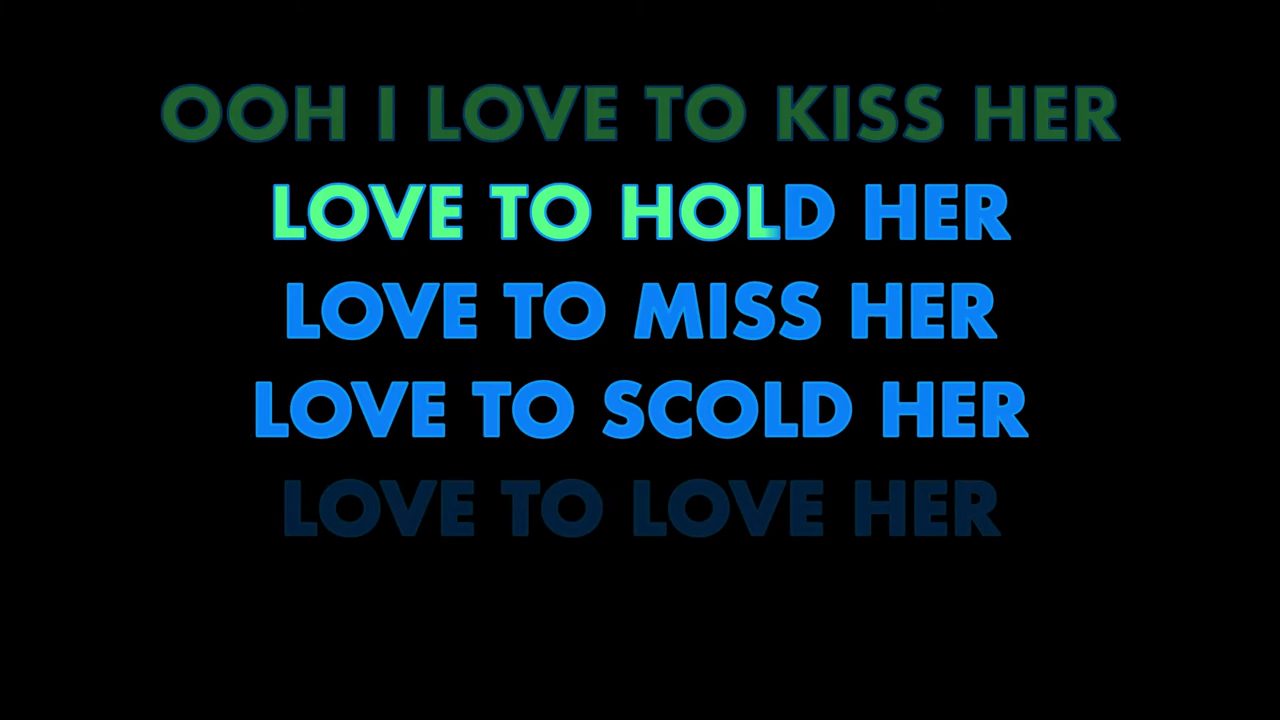 OOH I LOVE TO KISS HER
LOVE TO HOLD HER
LOVE TO MISS HER
LOVE TO SCOLD HER
LOVE TO LOVE HER